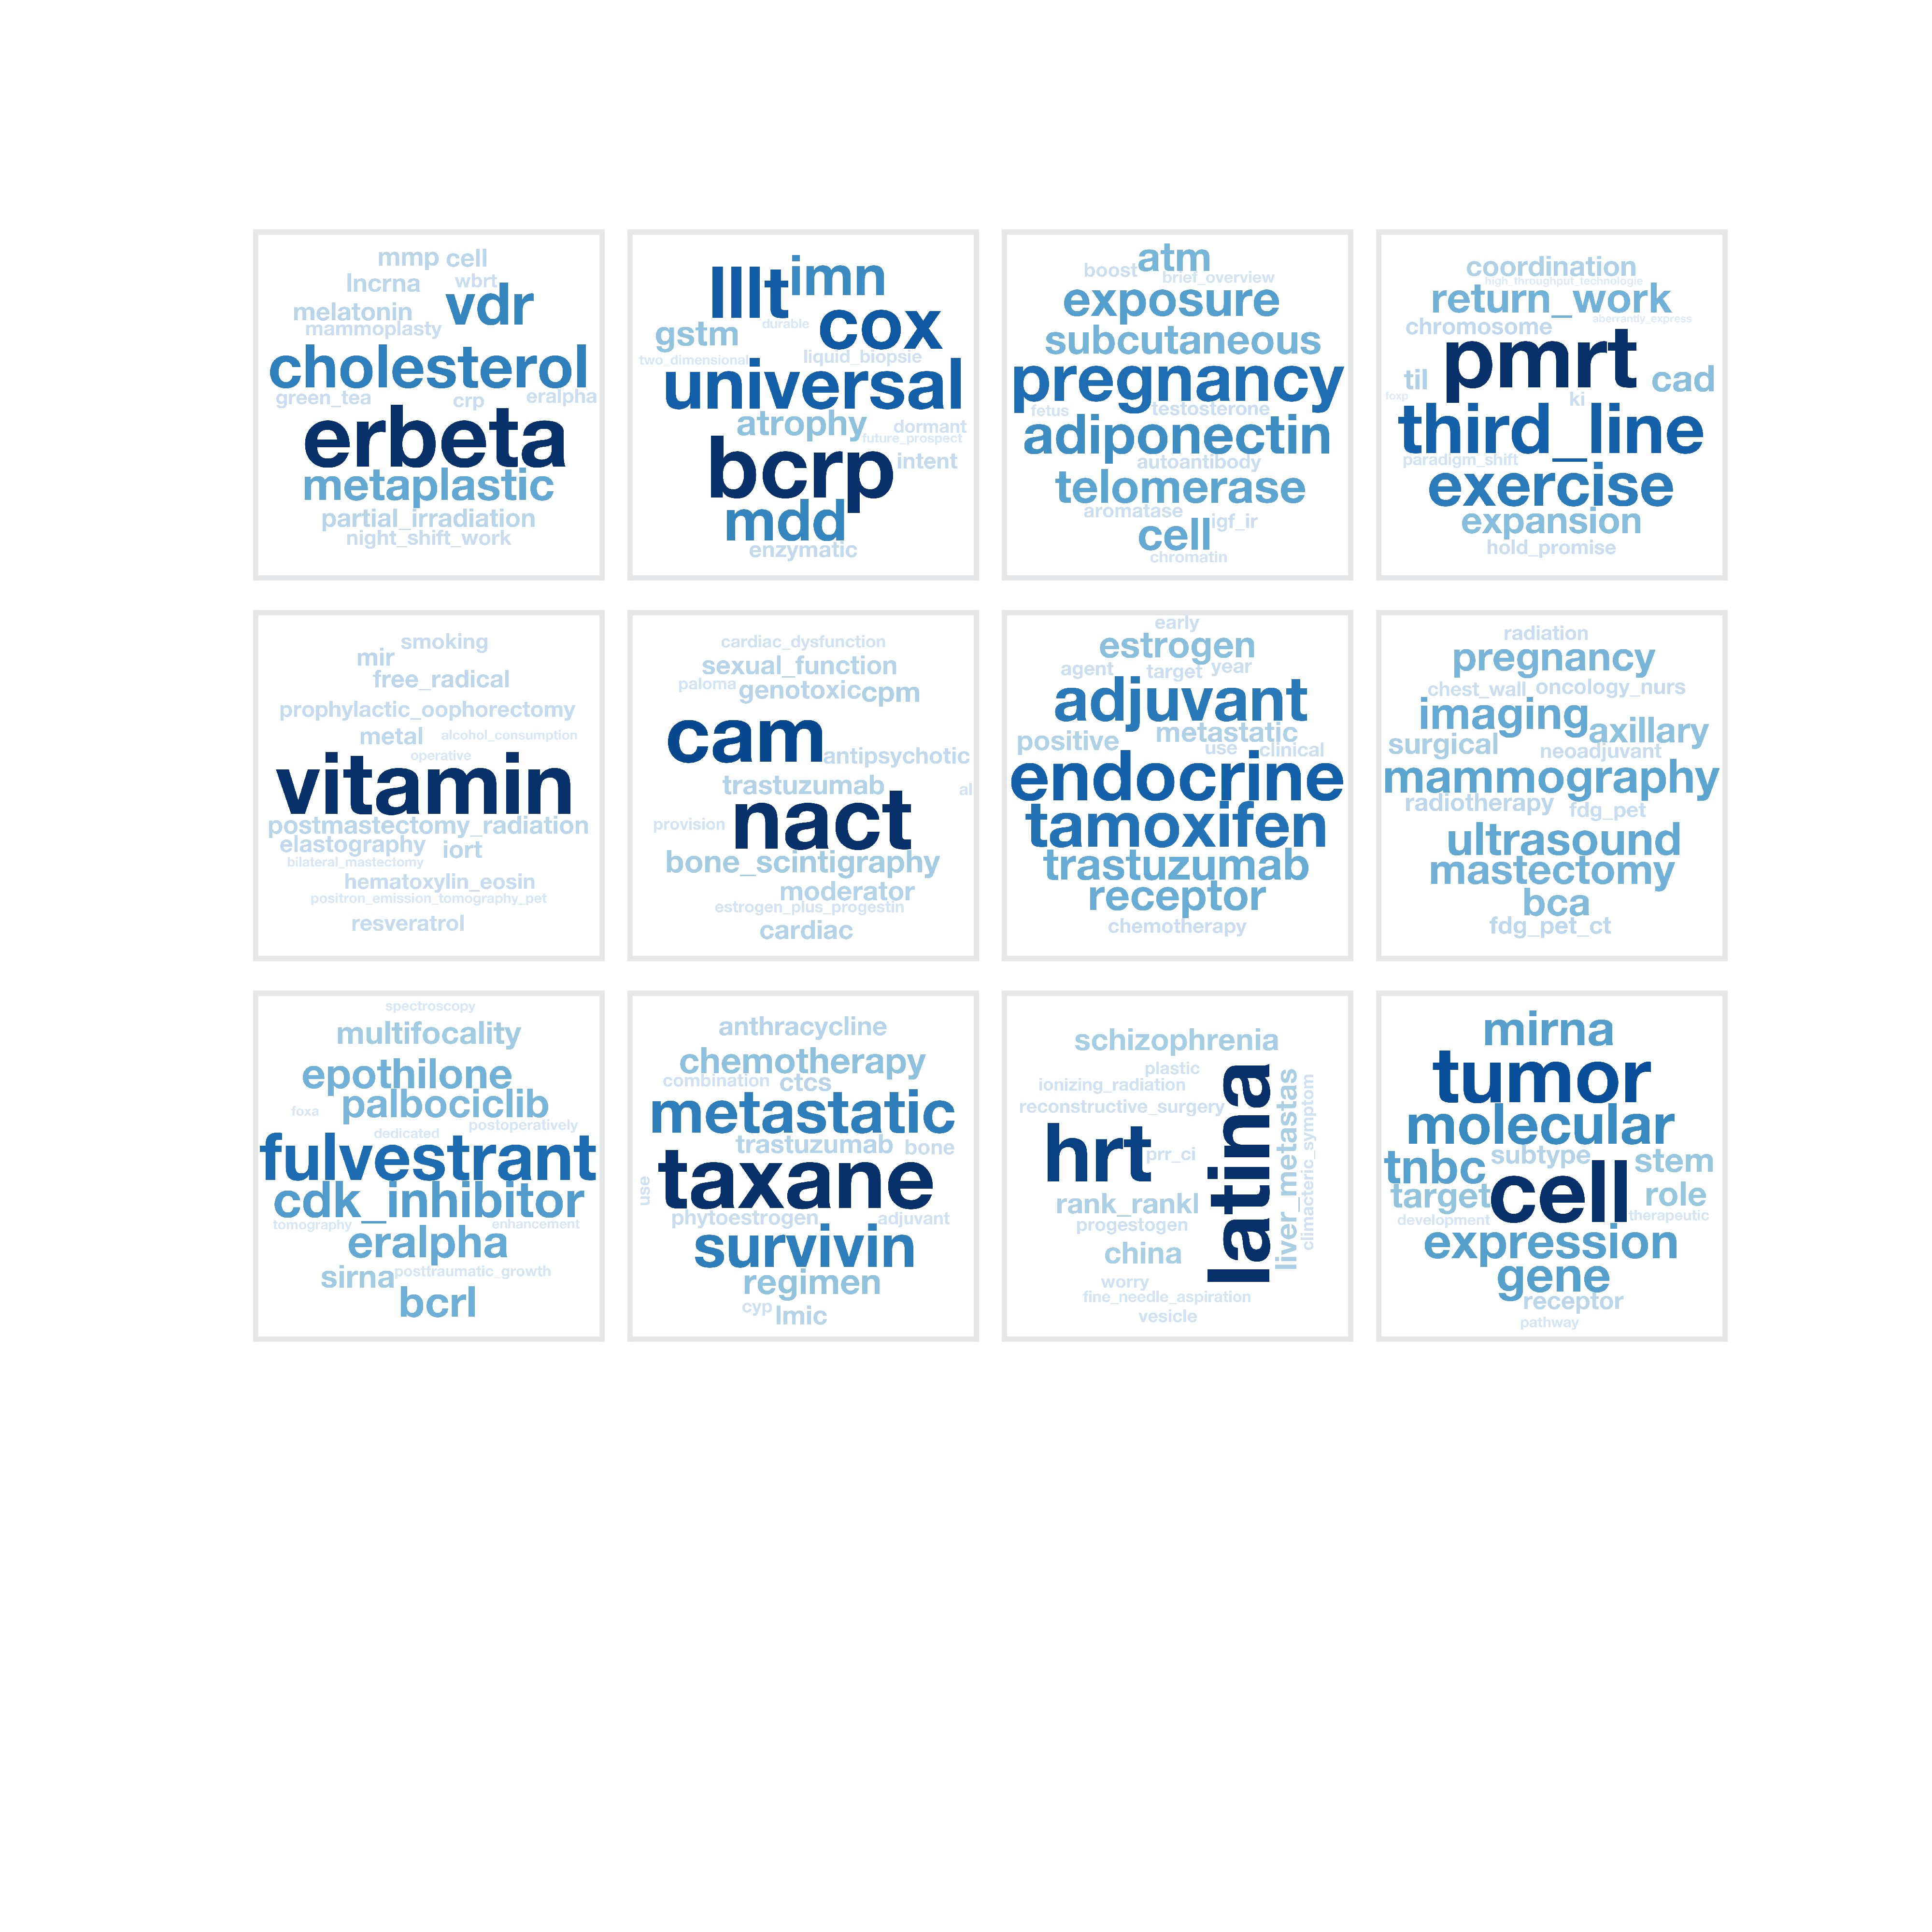 mmp cell
lncrna wbrt
vdr
melatonin
mammoplasty
cholesterol
green_tea crp eralpha
erbeta
metaplastic
partial_irradiation
night_shift_work
lllt imn
gstm durable cox
two_dimensional liquid_biopsie
universal
atrophy dormant
future_prospect
bcrp intent
mdd
enzymatic
atm
boost brief_overview
exposure
subcutaneous
pregnancy
fetus testosterone
adiponectin
autoantibody
telomerase
aromatase igf_ir
cell
chromatin
coordination
high_throughput_technologie
return_work
chromosome aberrantly_express
pmrt
til cad
foxp ki
third_line
paradigm_shift
exercise
expansion
hold_promise
smoking
mir
free_radical
prophylactic_oophorectomy
metal alcohol_consumption
operative
vitamin
postmastectomy_radiation
elastography iort
bilateral_mastectomy
hematoxylin_eosin
positron_emission_tomography_pet
resveratrol
cardiac_dysfunction
sexual_function
paloma genotoxic cpm
cam
antipsychotic
trastuzumab al
nact
provision
bone_scintigraphy
moderator
estrogen_plus_progestin
cardiac
early
estrogen
agent target year
adjuvant
positive metastatic
use clinical
endocrine
tamoxifen
trastuzumab
receptor
chemotherapy
radiation
pregnancy
chest_wall oncology_nurs
imaging axillary
surgical neoadjuvant
mammography
radiotherapy fdg_pet
ultrasound
mastectomy
bca
fdg_pet_ct
spectroscopy
multifocality
epothilone
foxa palbociclib
dedicated postoperatively
fulvestrant
cdk_inhibitor
tomography enhancement
eralpha
sirna posttraumatic_growth
bcrl
anthracycline
chemotherapy
combination ctcs
metastatic
trastuzumab bone
taxane
use
phytoestrogen adjuvant
survivin
regimen
cyp lmic
schizophrenia
plastic
ionizing_radiation
reconstructive_surgery
hrt prr_ci
latina
liver_metastas
climacteric_symptom
rank_rankl
progestogen
china
worry
fine_needle_aspiration
vesicle
mirna
tumor
molecular
tnbc subtype stem
target cell role
development therapeutic
expression
gene
receptor
pathway